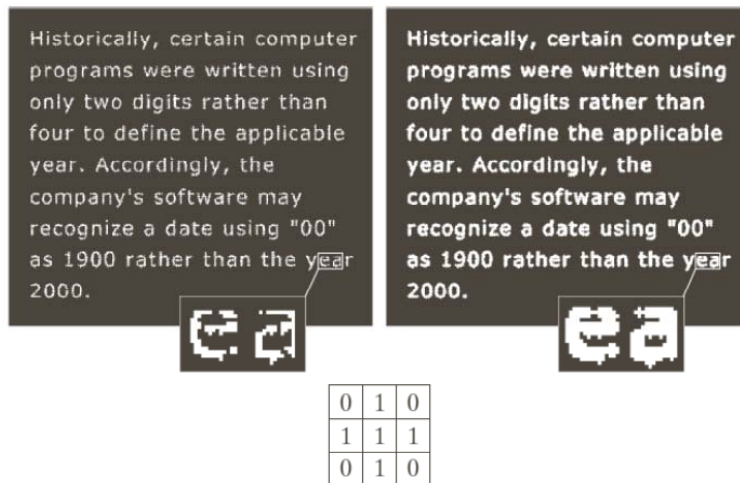 Historically, certain computer
programs were written using
only two digits rather than
four to define the applicable
year. Accordingly, the
company's software may
recognize a date using "00"
as 1900 rather than the year
2000.
ea
Historically, certain computer
programs were written using
only two digits rather than
four to define the applicable
year. Accordingly, the
company's software may
recognize a date using "00"
as 1900 rather than the year
2000.
ea
0 1 0
1 1 1
0 1 0